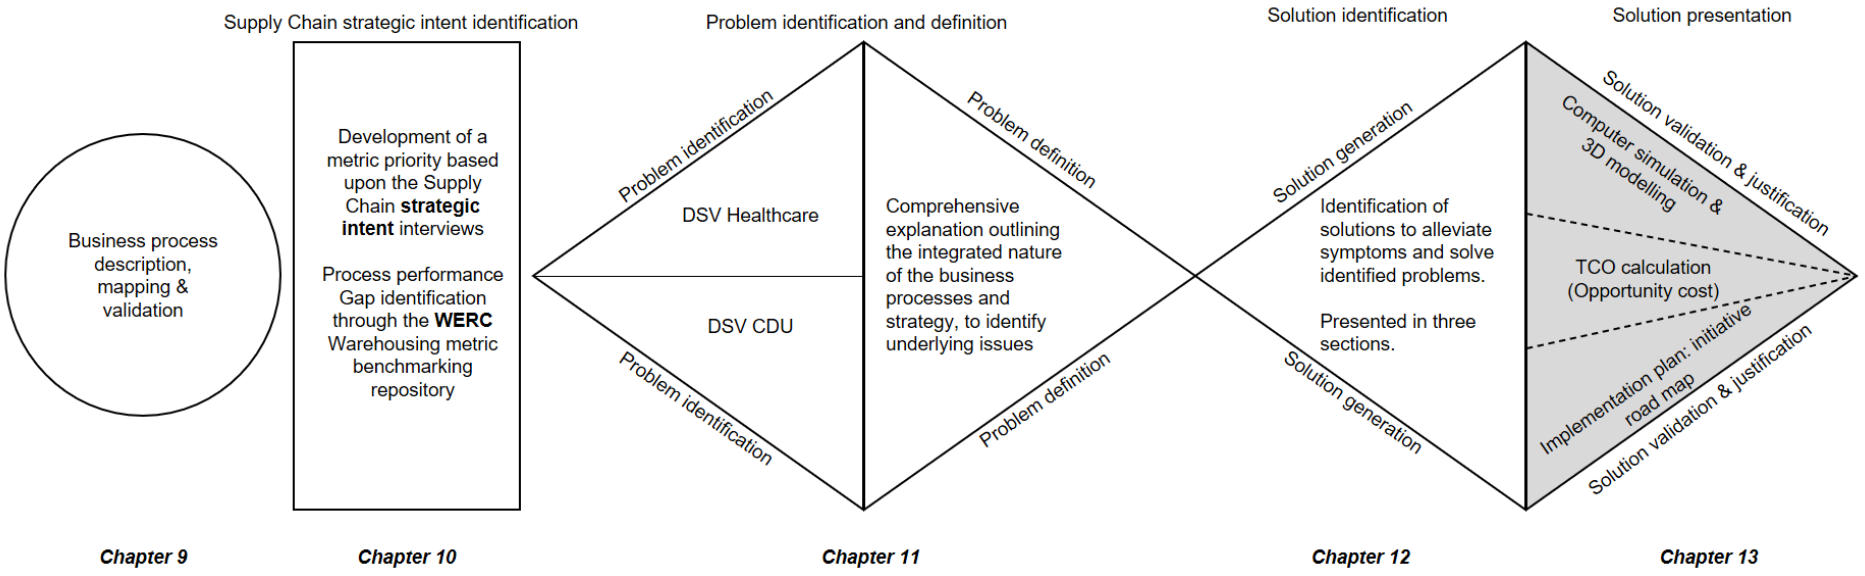 Supply Chain strategic intent identification
Problem identification and definition
Solution identification
Solution presentation
Business process
description,
mapping &
validation
Development of a
metric priority based
upon the Supply
Chain strategic
intent interviews
Process performance
Gap identification
through the WERC
Warehousing metric
benchmarking
repository
Problem identification
DSV Healthcare
DSV CDU
Problem identification
Problem definition
Comprehensive
explanation outlining
the integrated nature
of the business
processes and
strategy, to identify
underlying issues
Problem definition
Solution generation
Identification of
solutions to alleviate
symptoms and solve
identified problems.
Presented in three
sections.
Solution generation
Solution validation & justification
Computer simulation &
3D modelling
TCO calculation
(Opportunity cost)
Implementation plan: initiative
road map
Solution validation & justification
Chapter 9
Chapter 10
Chapter 11
Chapter 12
Chapter 13